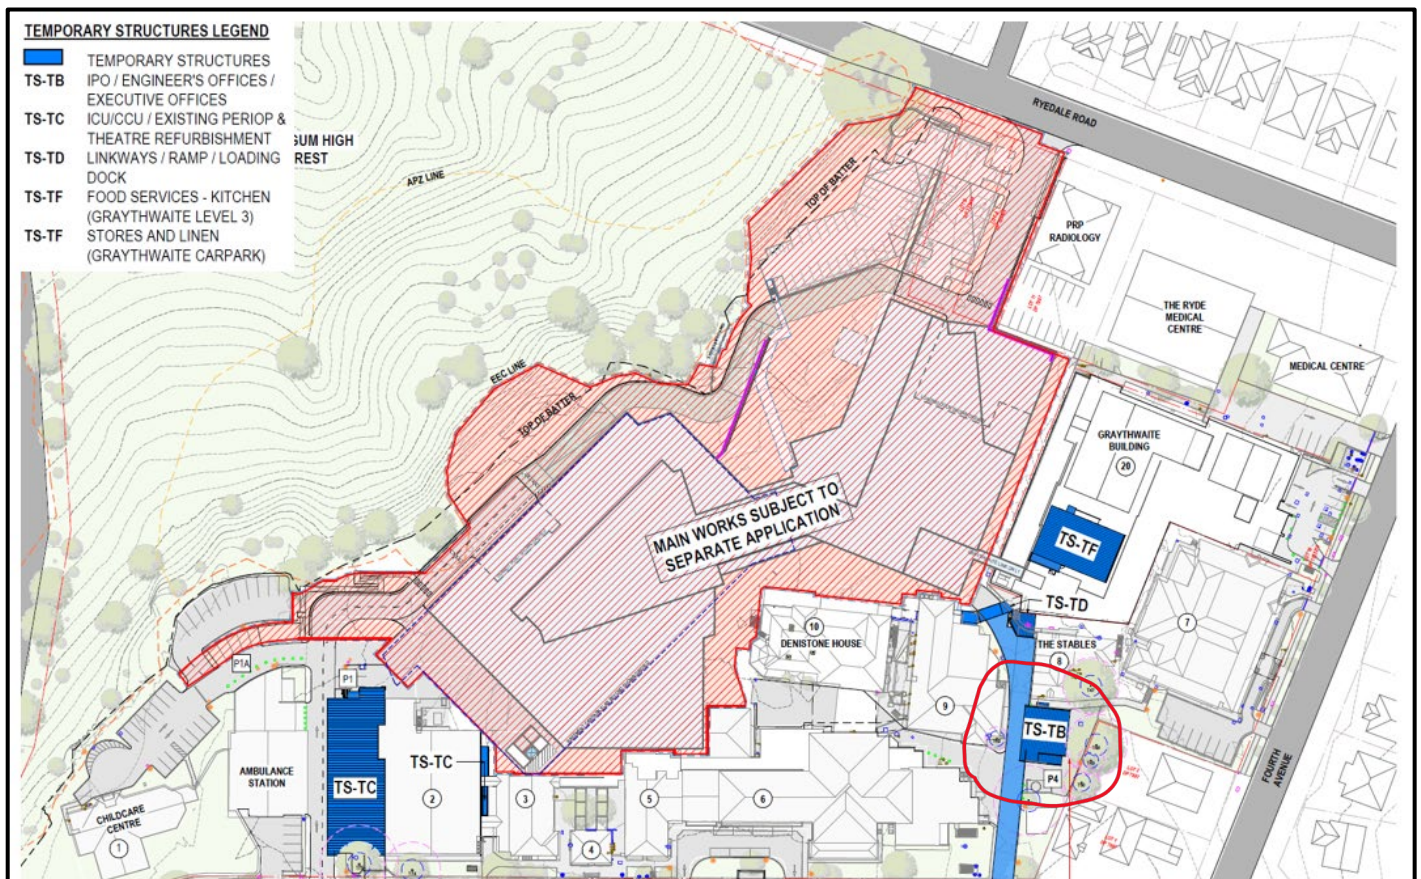 TEMPORARY STRUCTURES LEGEND
TEMPORARY STRUCTURES
TS-TB IPO / ENGINEER'S OFFICES /
EXECUTIVE OFFICES
TS-TC ICU/CCU / EXISTING PERIOP &
THEATRE REFURBISHMENT
TS-TD LINKWAYS / RAMP / LOADING
DOCK
TS-TF FOOD SERVICES - KITCHEN
(GRAYTHWAITE LEVEL 3)
TS-TF STORES AND LINEN
(GRAYTHWAITE CARPARK)
GUM HIGH
REST
APZ LINE
TOP OF BATTER
RYEDALE ROAD
PRP
RADIOLOGY
THE RYDE
MEDICAL
CENTRE
MEDICAL CENTRE
EEC LINE
TOP OF BATTER
GRAYTHWAITE
BUILDING
20
MAIN WORKS SUBJECT TO
SEPARATE APPLICATION
TS-TF
TS-TD
10
DENISTONE HOUSE
THE STABLES
8
7
P1A
P1
9
TS-TB
P4
FOURTH
AVENUE
AMBULANCE
STATION
TS-TC
TS-TC
2
3
4
5
6
CHILDCARE
CENTRE
1